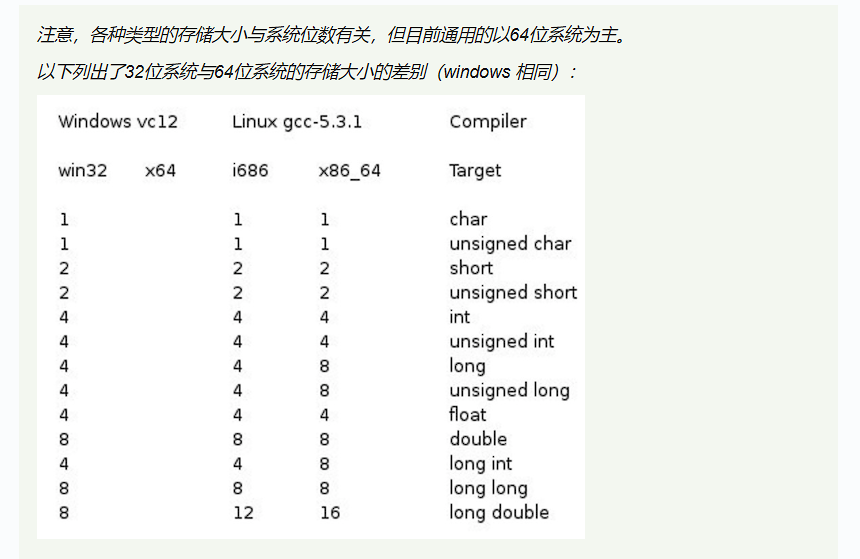 注意，各种类型的存储大小与系统位数有关，但目前通用的以64位系统为主。
以下列出了32位系统与64位系统的存储大小的差别（windows 相同）：
Windows vc12 Linux gcc-5.3.1 Compiler
win32 x64 i686 x86_64 Target
1 1 1 char
1 1 1 unsigned char
2 2 2 short
2 2 2 unsigned short
4 4 4 int
4 4 4 unsigned int
4 4 8 long
4 4 8 unsigned long
4 4 4 float
8 8 8 double
4 4 8 long int
8 8 8 long long
8 12 16 long double